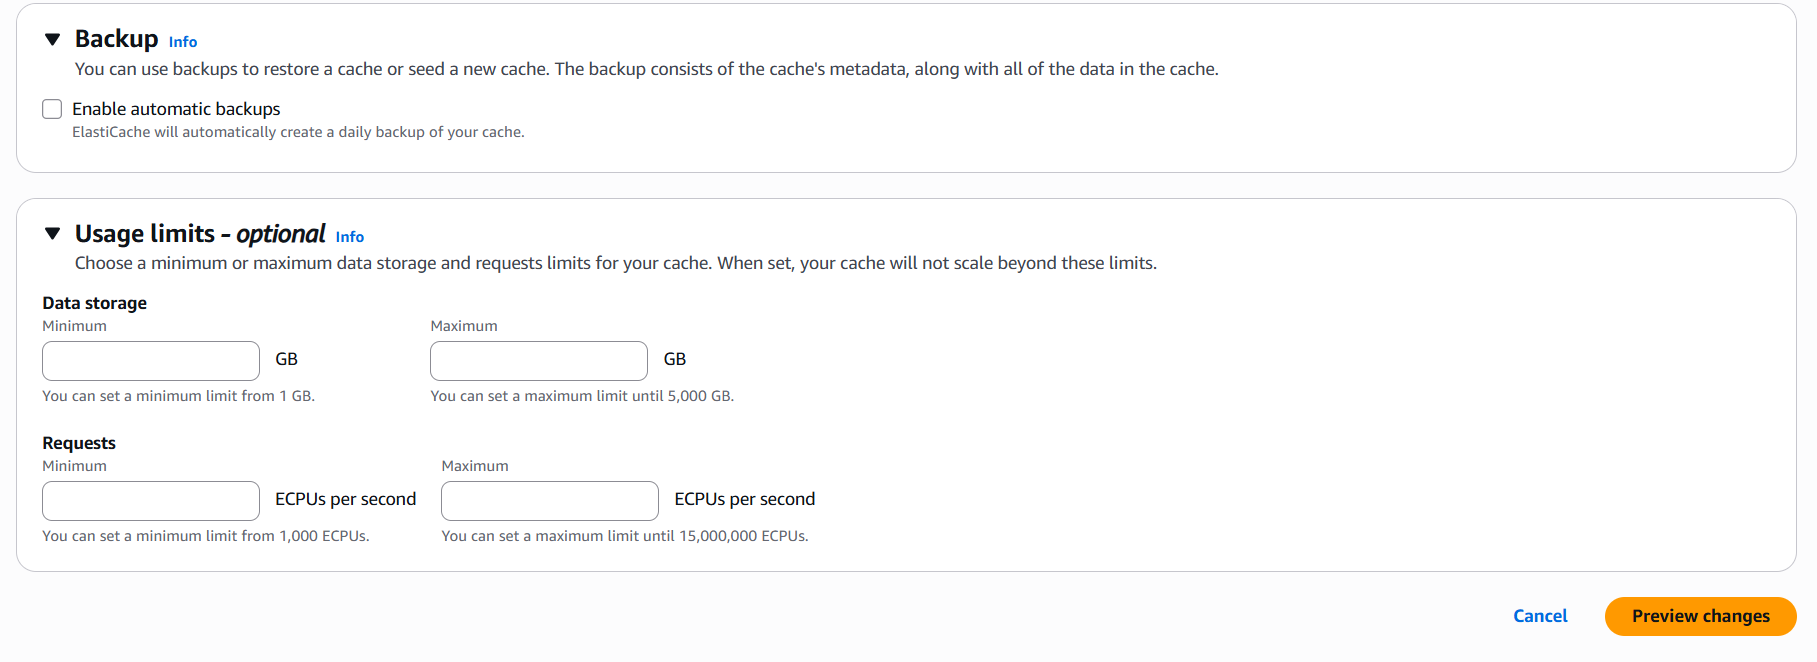 Backup Info
You can use backups to restore a cache or seed a new cache. The backup consists of the cache's metadata, along with all of the data in the cache.
Enable automatic backups
ElastiCache will automatically create a daily backup of your cache.
Usage limits - optional Info
Choose a minimum or maximum data storage and requests limits for your cache. When set, your cache will not scale beyond these limits.
Data storage
Minimum Maximum
GB GB
You can set a minimum limit from 1 GB. You can set a maximum limit until 5,000 GB.
Requests
Minimum Maximum
ECPUs per second ECPUs per second
You can set a minimum limit from 1,000 ECPUs. You can set a maximum limit until 15,000,000 ECPUs.
Cancel Preview changes